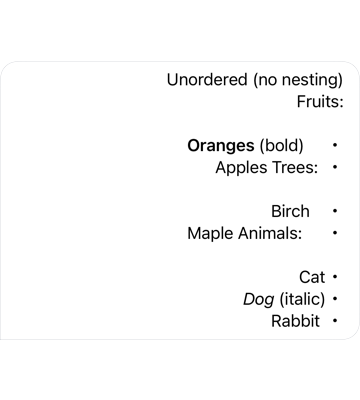 Unordered (no nesting)
Fruits:
Oranges (bold) •
Apples Trees: •
Birch •
Maple Animals: •
Cat •
Dog (italic) •
Rabbit •